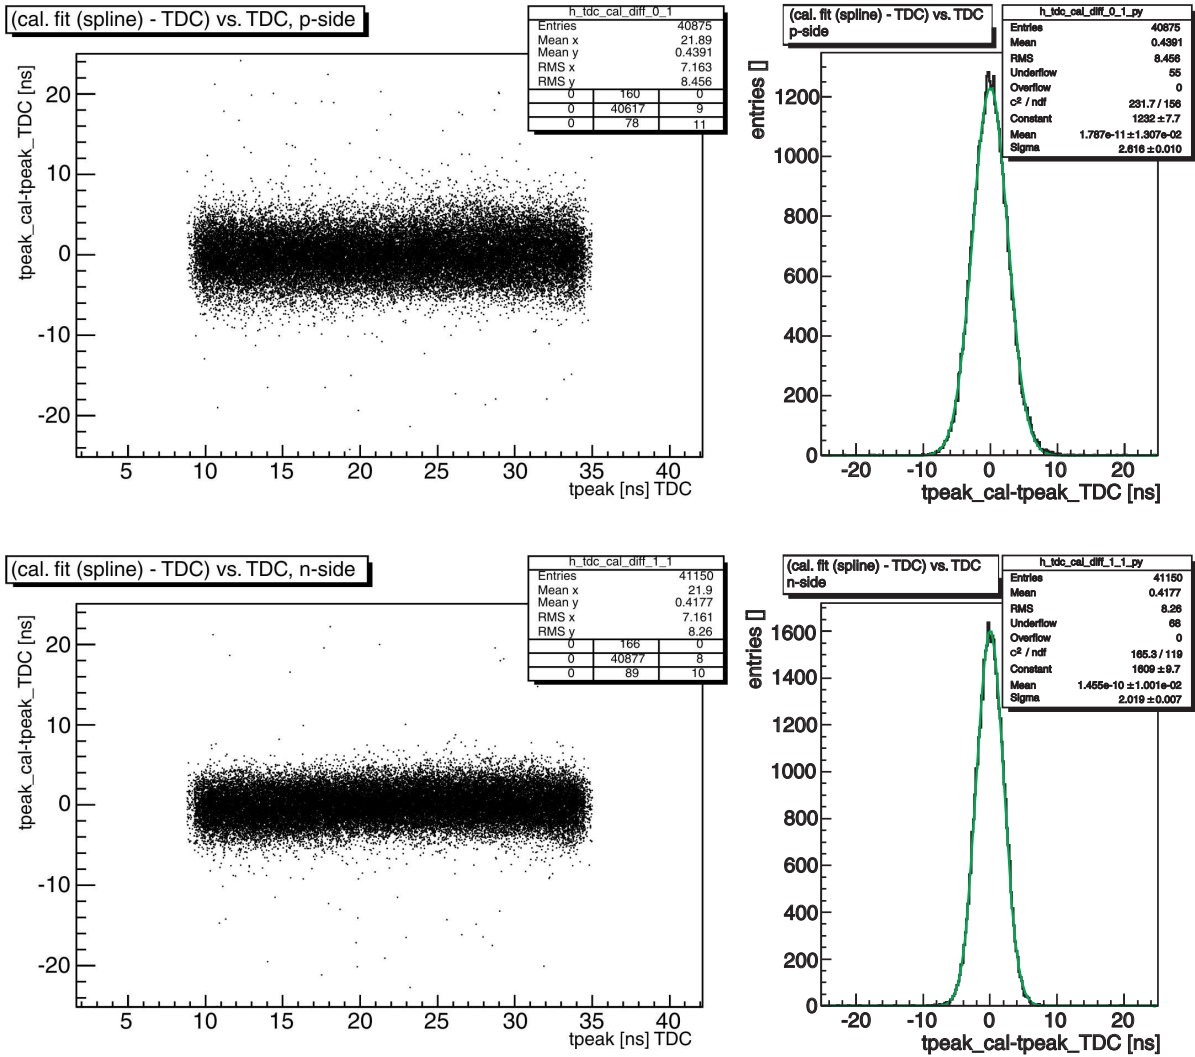 (cal. fit (spline) - TDC) vs. TDC, p-side
h_tdc_cal_diff_0_1
Entries 40875
Mean x 21.89
Mean y 0.4391
RMS x 7.163
RMS y 8.456
0 160 0
0 40617 9
0 78 11
tpeak_cal-tpeak_TDC [ns]
20
10
0
-10
-20
5 10 15 20 25 30 35 40
tpeak [ns] TDC
(cal. fit (spline) - TDC) vs. TDC
p-side
h_tdc_cal_diff_0_1_py
Entries 40875
Mean 0.4391
RMS 8.456
Underflow 55
Overflow 0
c² / ndf 231.7 / 156
Constant 1232 ±7.7
Mean 1.787e-11 ±1.307e-02
Sigma 2.616 ±0.010
entries []
1200
1000
800
600
400
200
0
-20 -10 0 10 20
tpeak_cal-tpeak_TDC [ns]
(cal. fit (spline) - TDC) vs. TDC, n-side
h_tdc_cal_diff_1_1
Entries 41150
Mean x 21.9
Mean y 0.4177
RMS x 7.161
RMS y 8.26
0 166 0
0 40877 8
0 89 10
tpeak_cal-tpeak_TDC [ns]
20
10
0
-10
-20
5 10 15 20 25 30 35 40
tpeak [ns] TDC
(cal. fit (spline) - TDC) vs. TDC
n-side
h_tdc_cal_diff_1_1_py
Entries 41150
Mean 0.4177
RMS 8.26
Underflow 68
Overflow 0
c² / ndf 165.3 / 119
Constant 1609 ±9.7
Mean 1.455e-10 ±1.001e-02
Sigma 2.019 ±0.007
entries []
1600
1400
1200
1000
800
600
400
200
0
-20 -10 0 10 20
tpeak_cal-tpeak_TDC [ns]